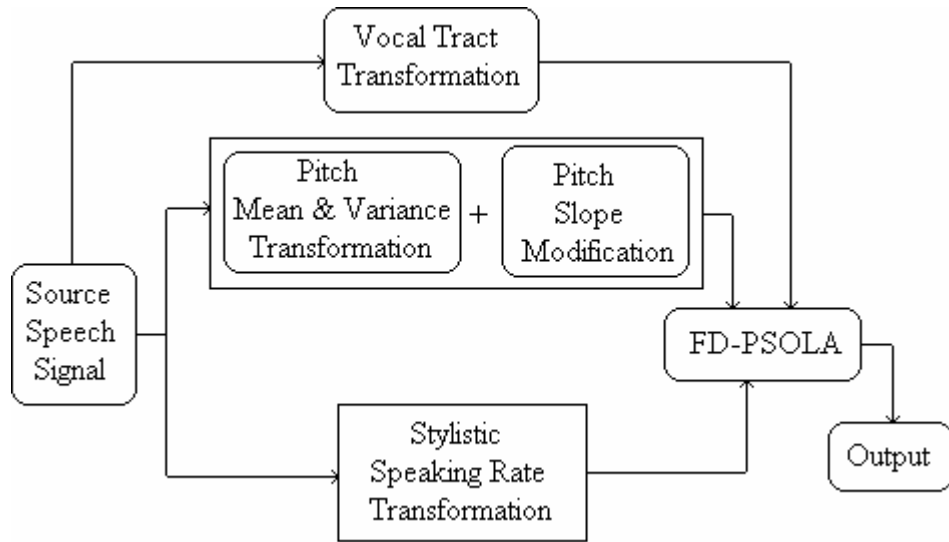 Vocal Tract
Transformation
Pitch
Mean & Variance
Transformation
+
Pitch
Slope
Modification
Source
Speech
Signal
FD-PSOLA
Stylistic
Speaking Rate
Transformation
Output